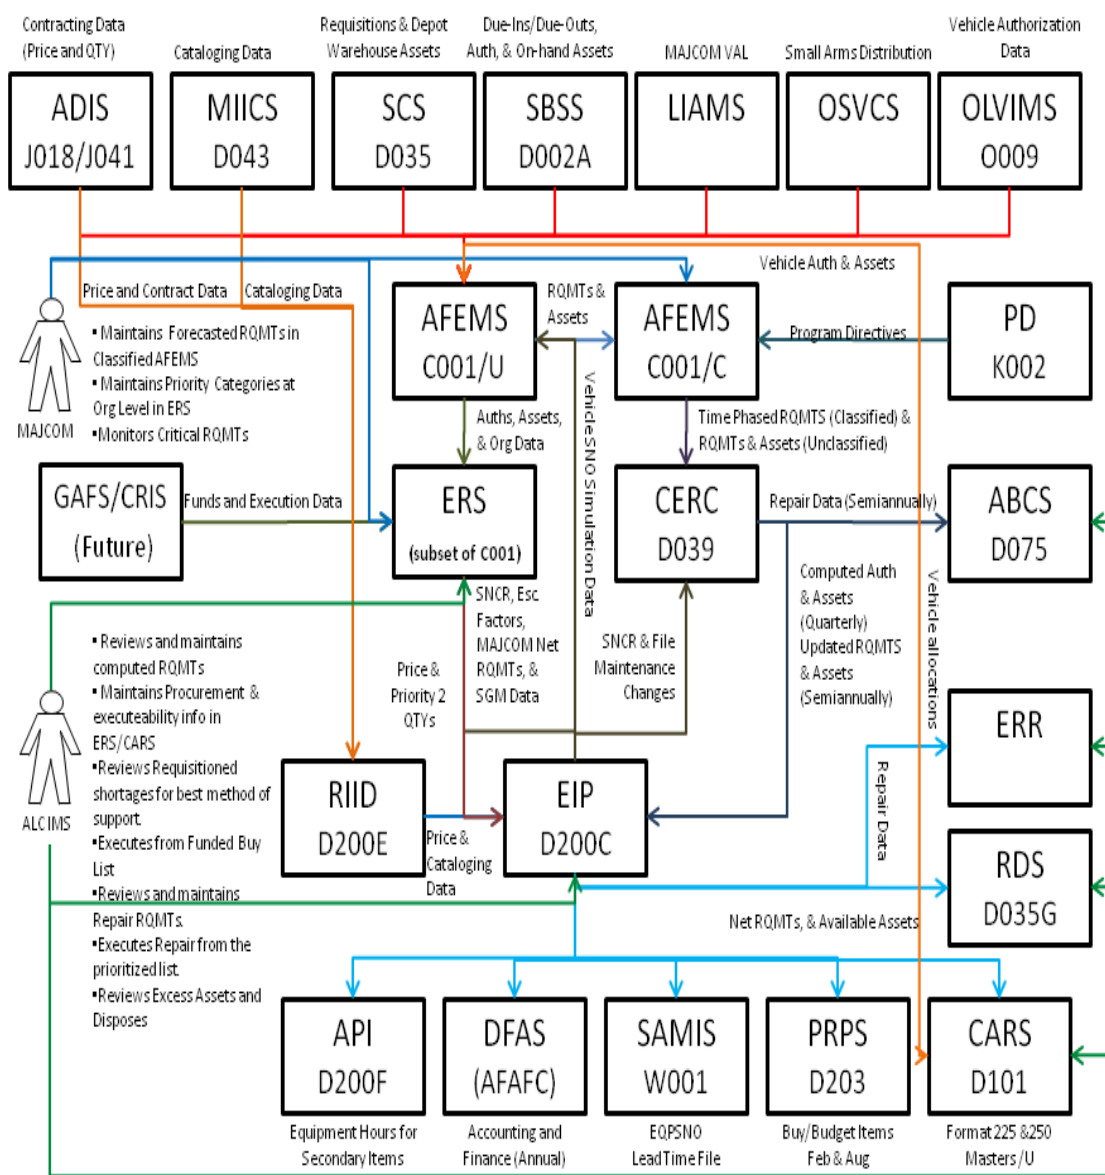 Contracting Data
(Price and QTY)
Cataloging Data
Requisitions & Depot
Warehouse Assets
Due-Ins/Due-Outs,
Auth, & On-hand Assets
MAJCOM VAL
Small Arms Distribution
Vehicle Authorization
Data
ADIS
J018/J041
MIICS
D043
SCS
D035
SBSS
D002A
LIAMS
OSVCS
OLVIMS
O009
Price and Contract Data
Cataloging Data
RQMTs &
Assets
Vehicle Auth & Assets
MAJCOM
▪ Maintains Forecasted RQMTs in
Classified AFEMS
▪ Maintains Priority Categories at
Org Level in ERS
▪ Monitors Critical RQMTs
AFEMS
C001/U
AFEMS
C001/C
Program Directives
PD
K002
Auths, Assets,
& Org Data
Vehicle SNO Simulation Data
Time Phased RQMTS (Classified) &
RQMTs & Assets (Unclassified)
GAFS/CRIS
(Future)
Funds and Execution Data
ERS
(subset of C001)
CERC
D039
Repair Data (Semiannually)
ABCS
D075
SNCR, Esc.
Factors,
MAJCOM Net
RQMTs, &
SGM Data
Price &
Priority 2
QTYs
SNCR & File
Maintenance
Changes
Computed Auth
& Assets
(Quarterly)
Updated RQMTS
& Assets
(Semiannually)
Vehicle allocations
ALC IMS
▪ Reviews and maintains
computed RQMTs
▪ Maintains Procurement &
executeability info in
ERS/CARS
▪Reviews Requisitioned
shortages for best method of
support.
▪Executes from Funded Buy
List
▪ Reviews and maintains
Repair RQMTs.
▪Executes Repair from the
prioritized list.
▪Reviews Excess Assets and
Disposes
RIID
D200E
Price &
Cataloging
Data
EIP
D200C
Repair Data
ERR
RDS
D035G
Net RQMTs, & Available Assets
API
D200F
DFAS
(AFAFC)
SAMIS
W001
PRPS
D203
CARS
D101
Equipment Hours for
Secondary Items
Accounting and
Finance (Annual)
EQPSNO
Lead Time File
Buy/Budget Items
Feb & Aug
Format 225 &250
Masters /U